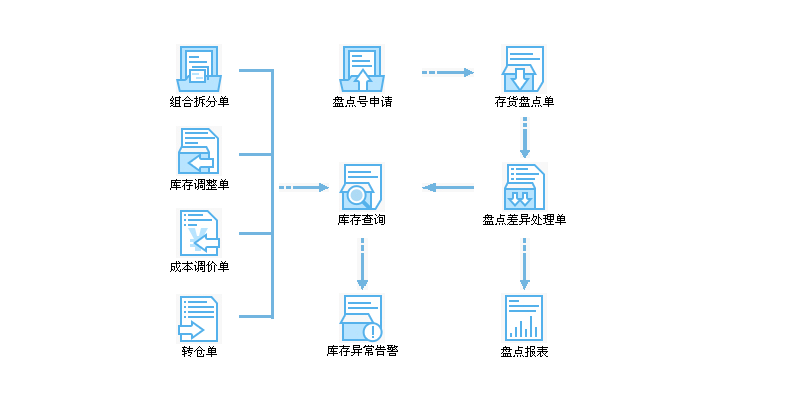 组合拆分单
盘点号申请
存货盘点单
库存调整单
库存查询
盘点差异处理单
成本调价单
转仓单
库存异常告警
盘点报表